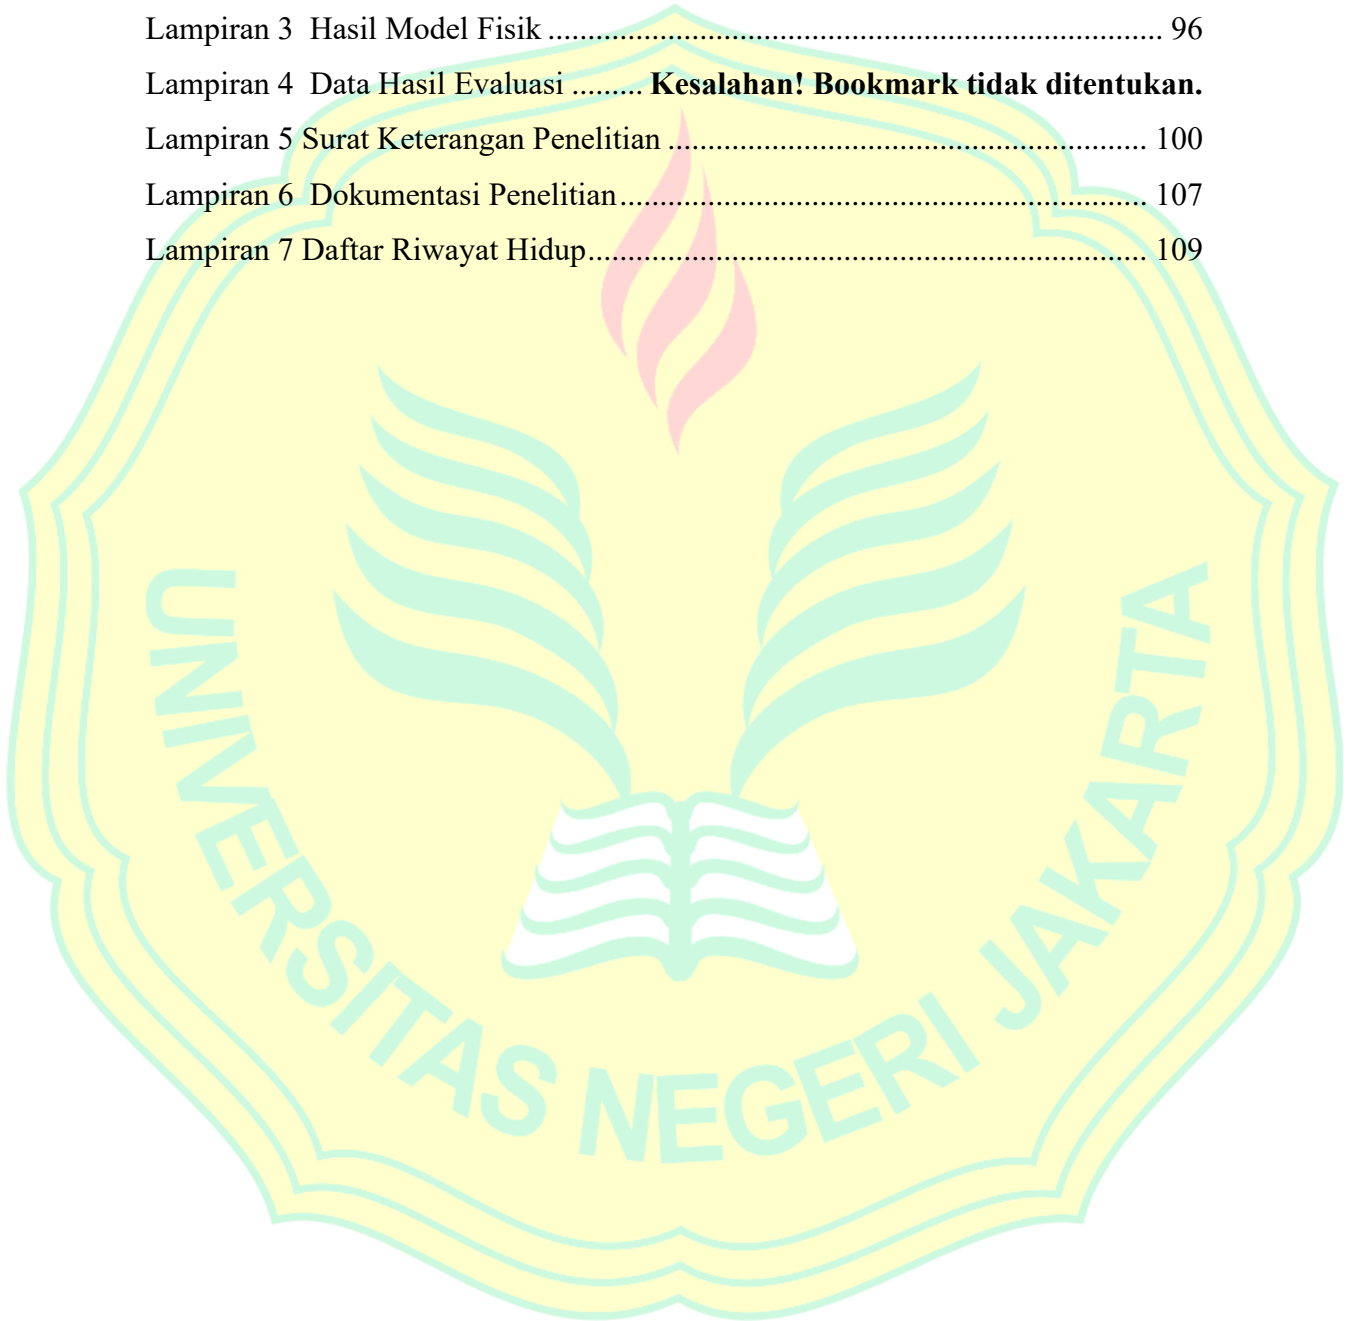 Lampiran 3  Hasil Model Fisik ............................................................................ 96
Lampiran 4  Data Hasil Evaluasi ......... Kesalahan! Bookmark tidak ditentukan.
Lampiran 5 Surat Keterangan Penelitian ........................................................... 100
Lampiran 6  Dokumentasi Penelitian................................................................. 107
Lampiran 7 Daftar Riwayat Hidup..................................................................... 109
UNIVERSITAS NEGERI JAKARTA